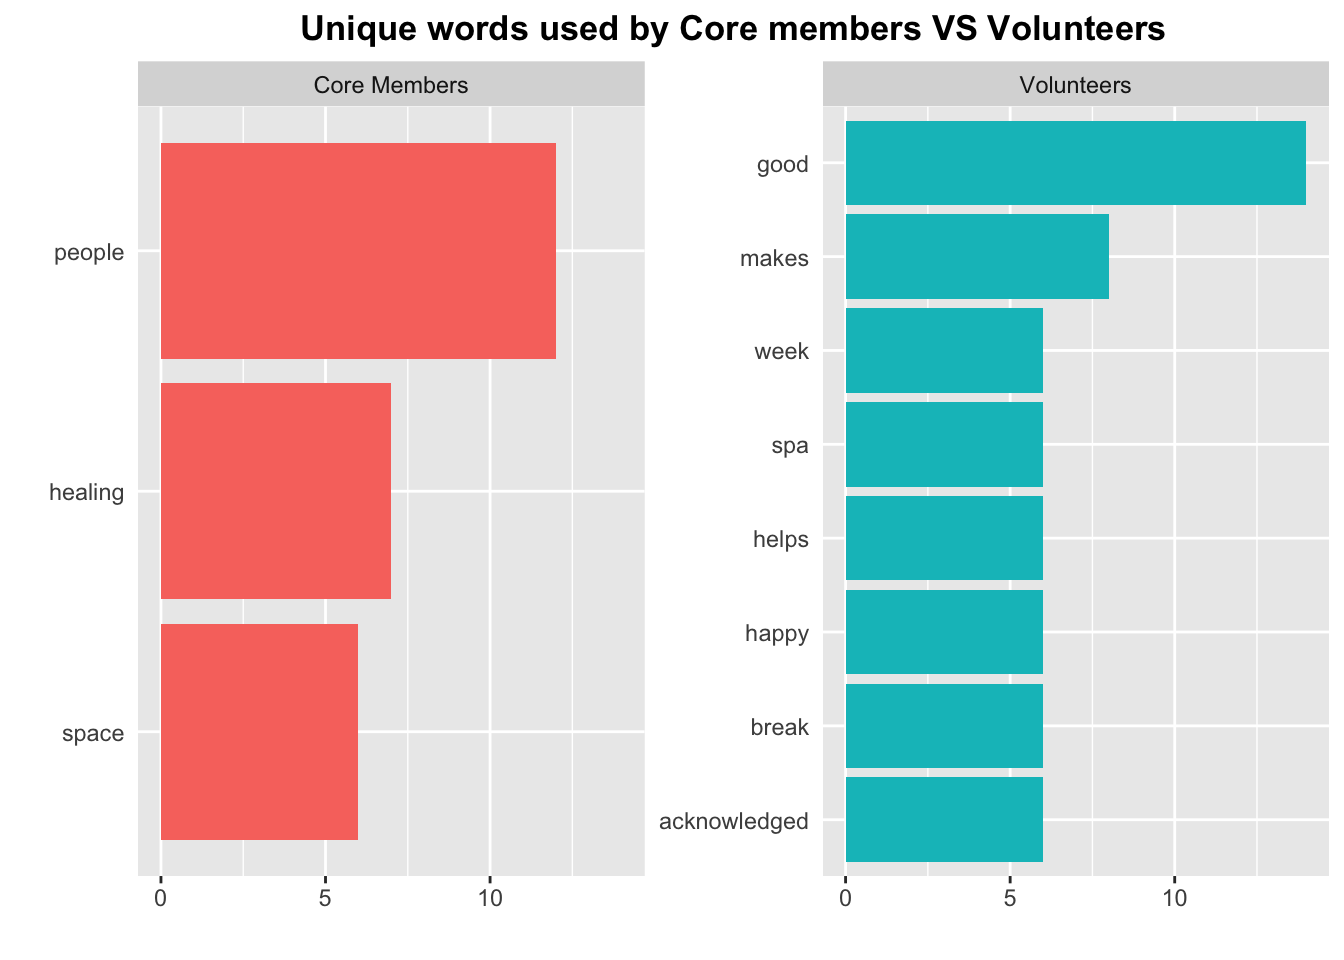 Unique words used by Core members VS Volunteers
Core Members
people
healing
space
0 5 10
Volunteers
good
makes
week
spa
helps
happy
break
acknowledged
0 5 10